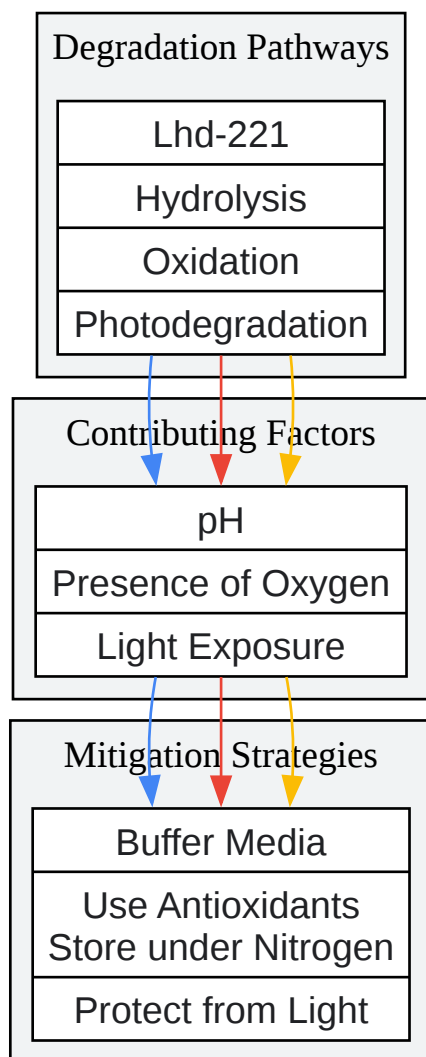 Degradation Pathways
Lhd-221
Hydrolysis
Oxidation
Photodegradation
Contributing Factors
pH
Presence of Oxygen
Light Exposure
Mitigation Strategies
Buffer Media
Use Antioxidants
Store under Nitrogen
Protect from Light